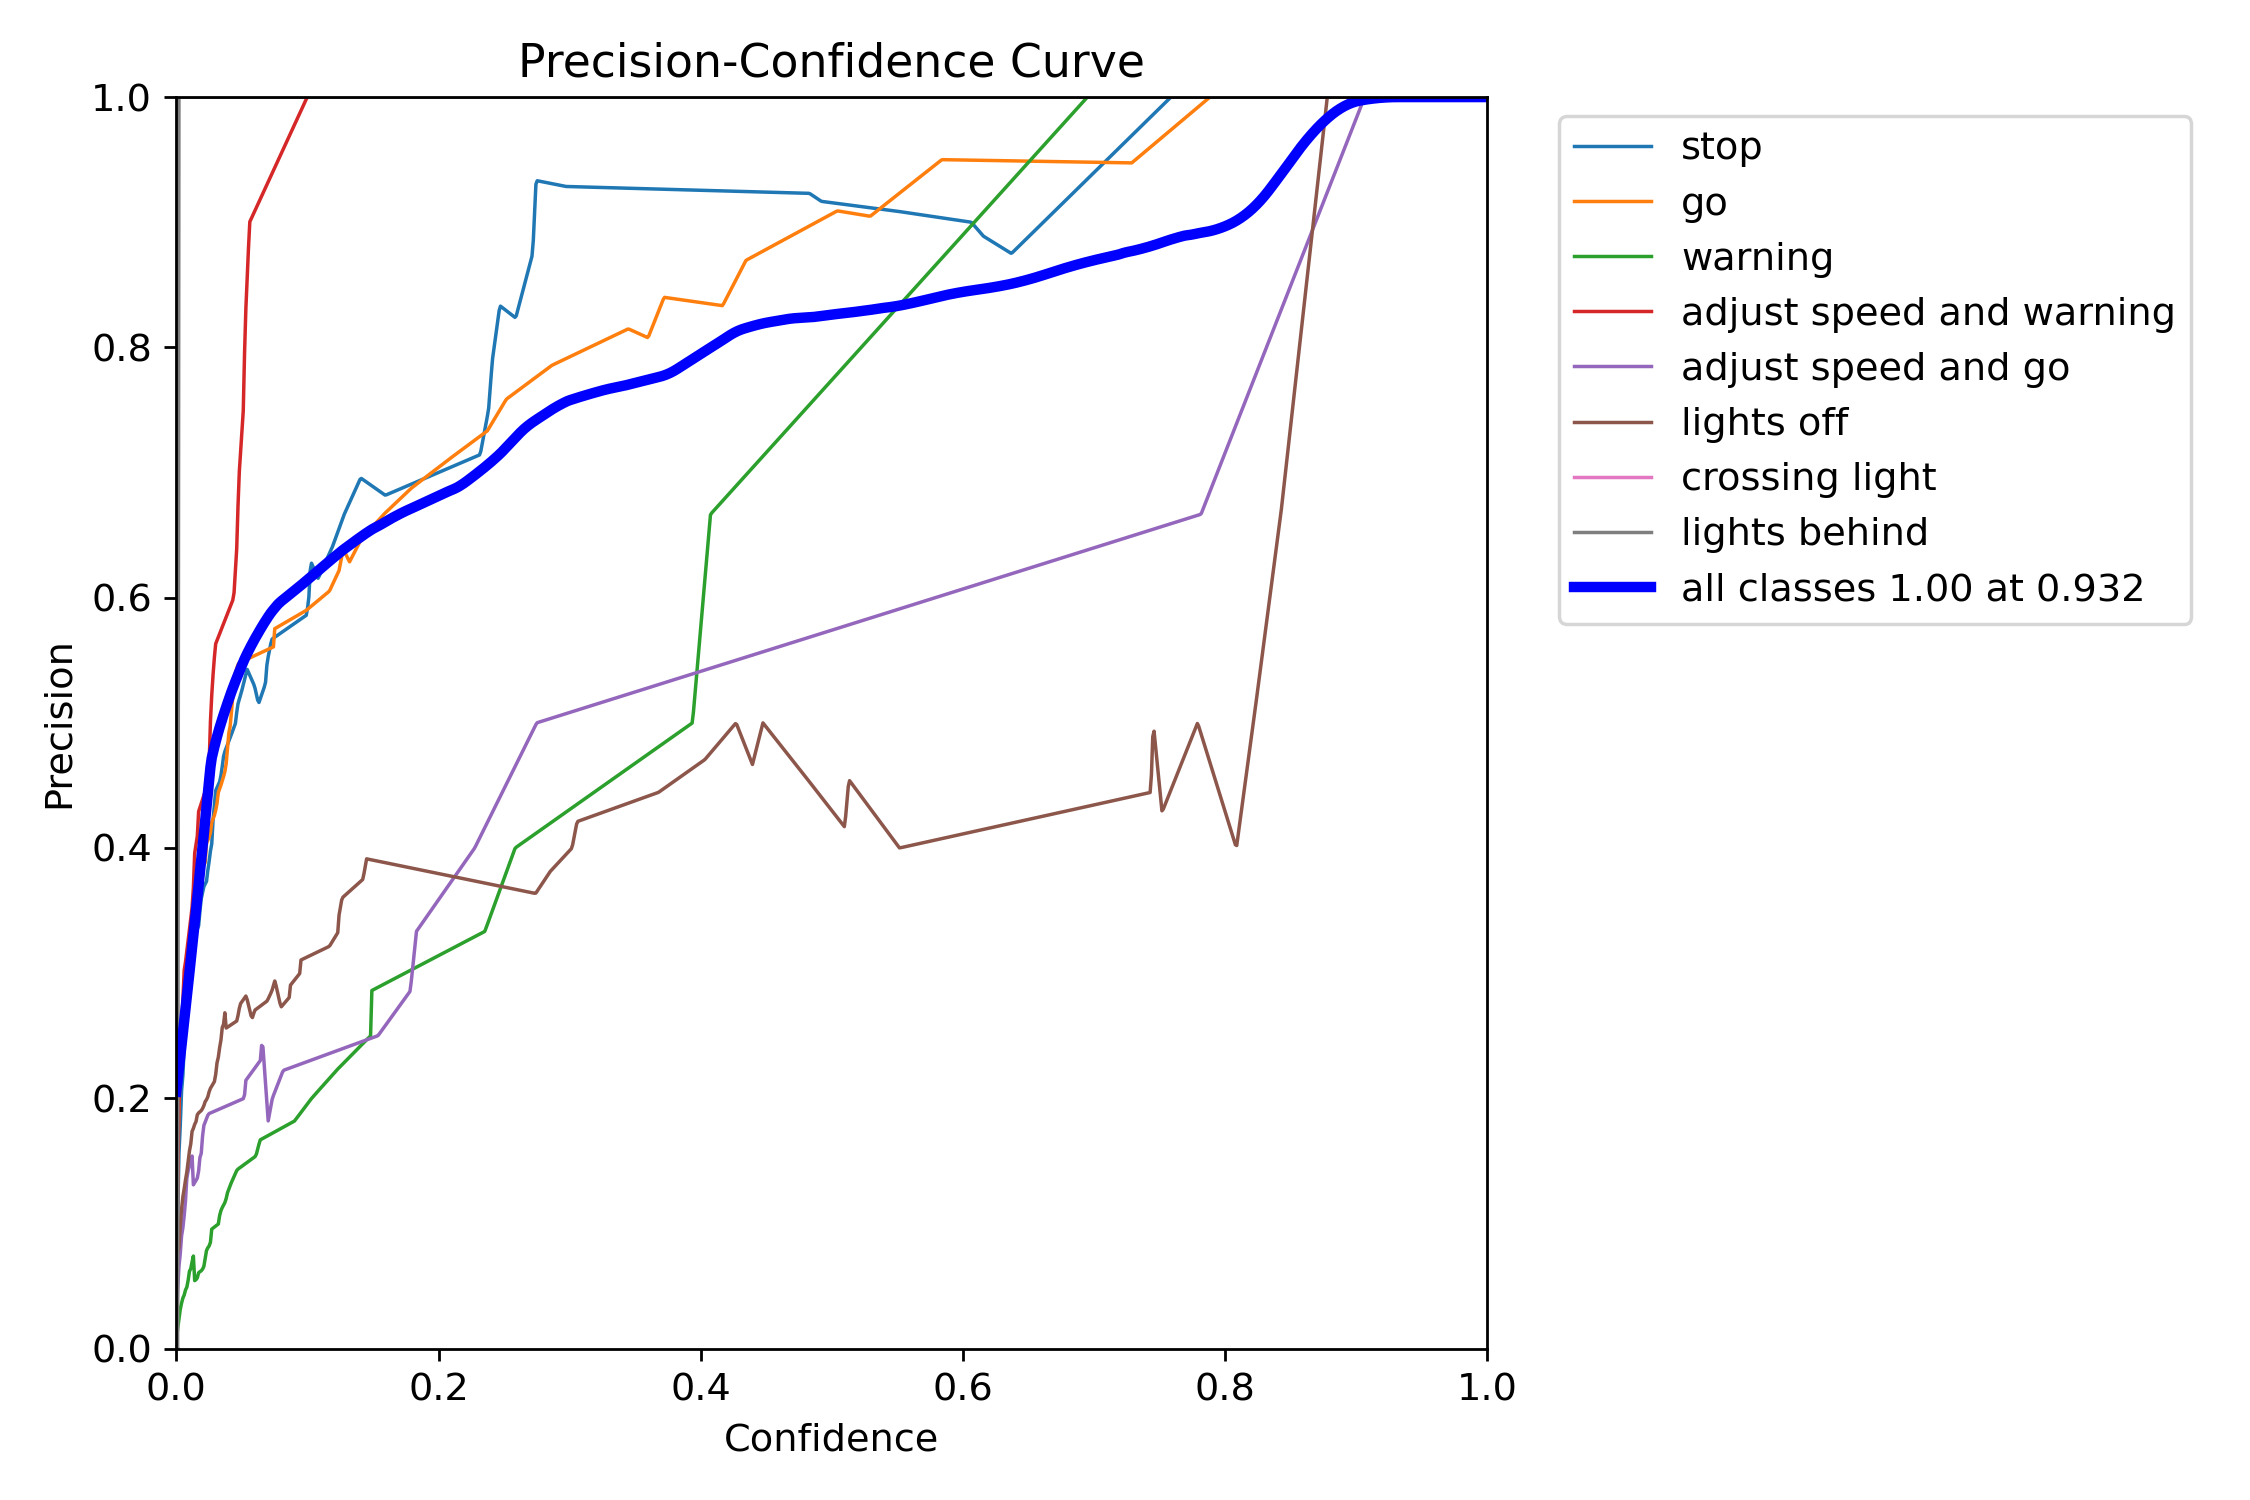 Precision-Confidence Curve
1.0
0.8
0.6
0.4
0.2
0.0
Precision
0.0 0.2 0.4 0.6 0.8 1.0
Confidence
stop
go
warning
adjust speed and warning
adjust speed and go
lights off
crossing light
lights behind
all classes 1.00 at 0.932